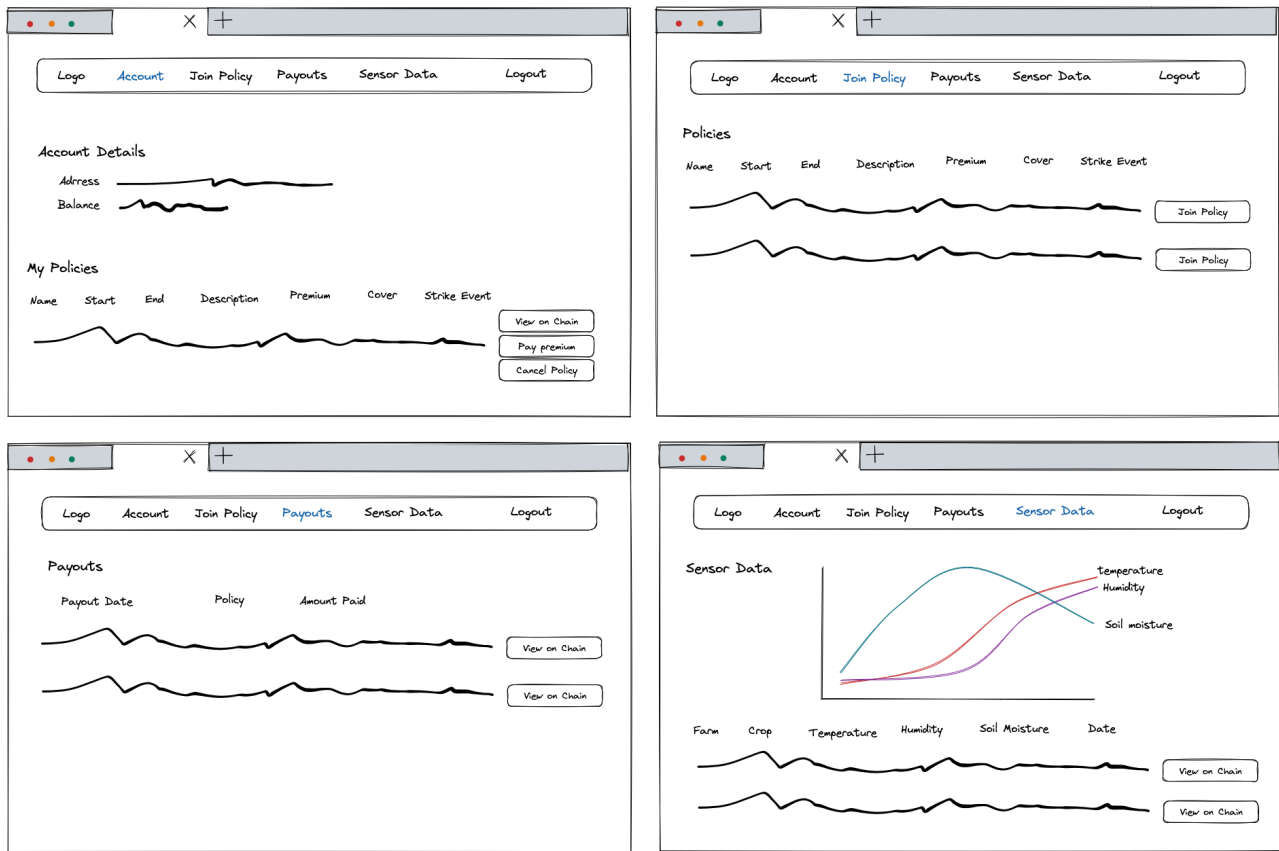 X +
Logo Account Join Policy Payouts Sensor Data Logout
Account Details
Adrress
Balance
My Policies
Name Start End Description Premium Cover Strike Event
View on Chain
Pay premium
Cancel Policy
X +
Logo Account Join Policy Payouts Sensor Data Logout
Policies
Name Start End Description Premium Cover Strike Event
Join Policy
Join Policy
X +
Logo Account Join Policy Payouts Sensor Data Logout
Payouts
Payout Date Policy Amount Paid
View on Chain
View on Chain
X +
Logo Account Join Policy Payouts Sensor Data Logout
Sensor Data
temperature
Humidity
Soil moisture
Farm Crop Temperature Humidity Soil Moisture Date
View on Chain
View on Chain